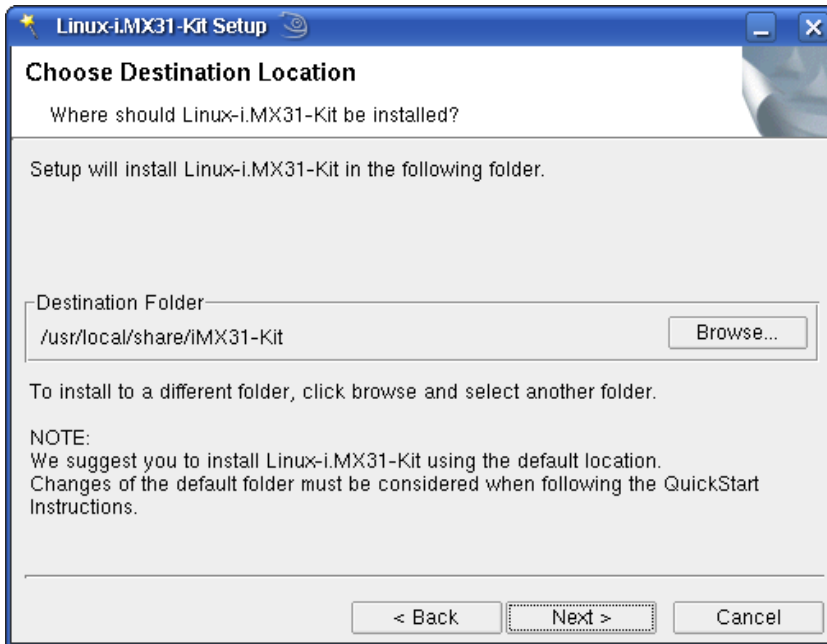 Linux-i.MX31-Kit Setup
Choose Destination Location
Where should Linux-i.MX31-Kit be installed?
Setup will install Linux-i.MX31-Kit in the following folder.
Destination Folder
/usr/local/share/iMX31-Kit
Browse...
To install to a different folder, click browse and select another folder.
NOTE:
We suggest you to install Linux-i.MX31-Kit using the default location.
Changes of the default folder must be considered when following the QuickStart
Instructions.
< Back
Next >
Cancel